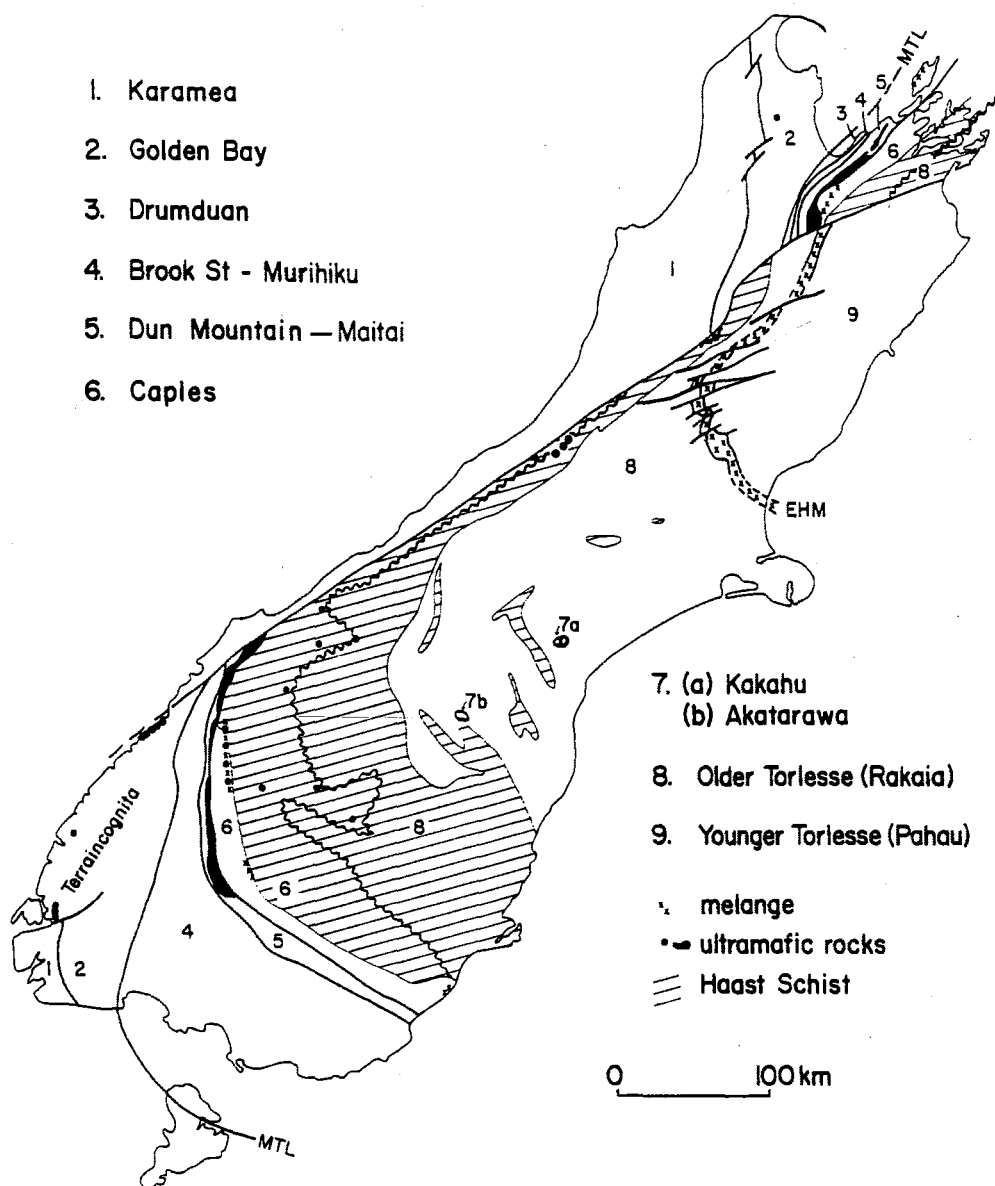 1. Karamea
2. Golden Bay
3. Drumduan
4. Brook St - Murihiku
5. Dun Mountain - Maitai
6. Caples
MTL
5
4
3
2
6
8
1
9
8
EHM
7a
7b
7. (a) Kakahu
(b) Akatarawa
8. Older Torlesse (Rakaia)
9. Younger Torlesse (Pahau)
melange
ultramafic rocks
Haast Schist
Terraincognita
6
8
6
4
5
1
2
0 100 km
MTL